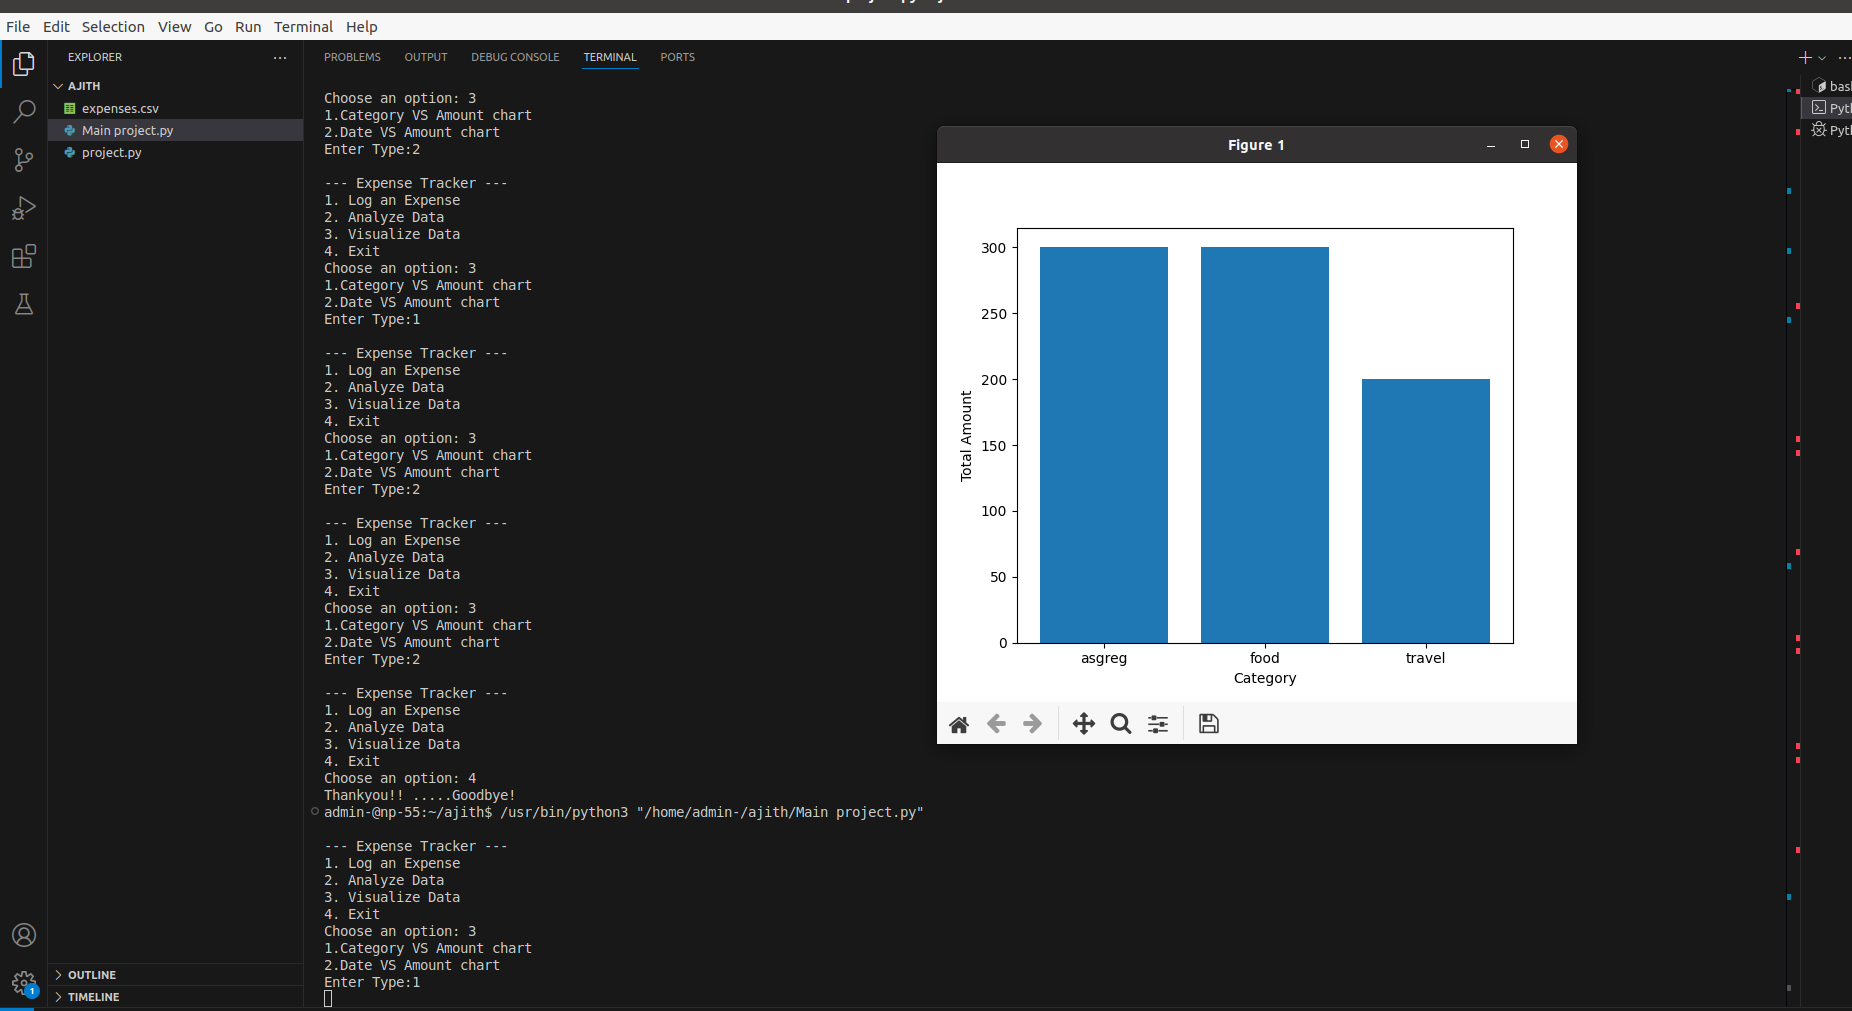 File Edit Selection View Go Run Terminal Help
EXPLORER
AJITH
expenses.csv
Main project.py
project.py
OUTLINE
TIMELINE
1
PROBLEMS OUTPUT DEBUG CONSOLE TERMINAL PORTS
Choose an option: 3
1.Category VS Amount chart
2.Date VS Amount chart
Enter Type:2
--- Expense Tracker ---
1. Log an Expense
2. Analyze Data
3. Visualize Data
4. Exit
Choose an option: 3
1.Category VS Amount chart
2.Date VS Amount chart
Enter Type:1
--- Expense Tracker ---
1. Log an Expense
2. Analyze Data
3. Visualize Data
4. Exit
Choose an option: 3
1.Category VS Amount chart
2.Date VS Amount chart
Enter Type:2
--- Expense Tracker ---
1. Log an Expense
2. Analyze Data
3. Visualize Data
4. Exit
Choose an option: 3
1.Category VS Amount chart
2.Date VS Amount chart
Enter Type:2
--- Expense Tracker ---
1. Log an Expense
2. Analyze Data
3. Visualize Data
4. Exit
Choose an option: 4
Thankyou!! .....Goodbye!
admin-@np-55:~/ajith$ /usr/bin/python3 "/home/admin-/ajith/Main project.py"
--- Expense Tracker ---
1. Log an Expense
2. Analyze Data
3. Visualize Data
4. Exit
Choose an option: 3
1.Category VS Amount chart
2.Date VS Amount chart
Enter Type:1
Figure 1
300
250
200
150
100
50
0
Total Amount
asgreg food travel
Category